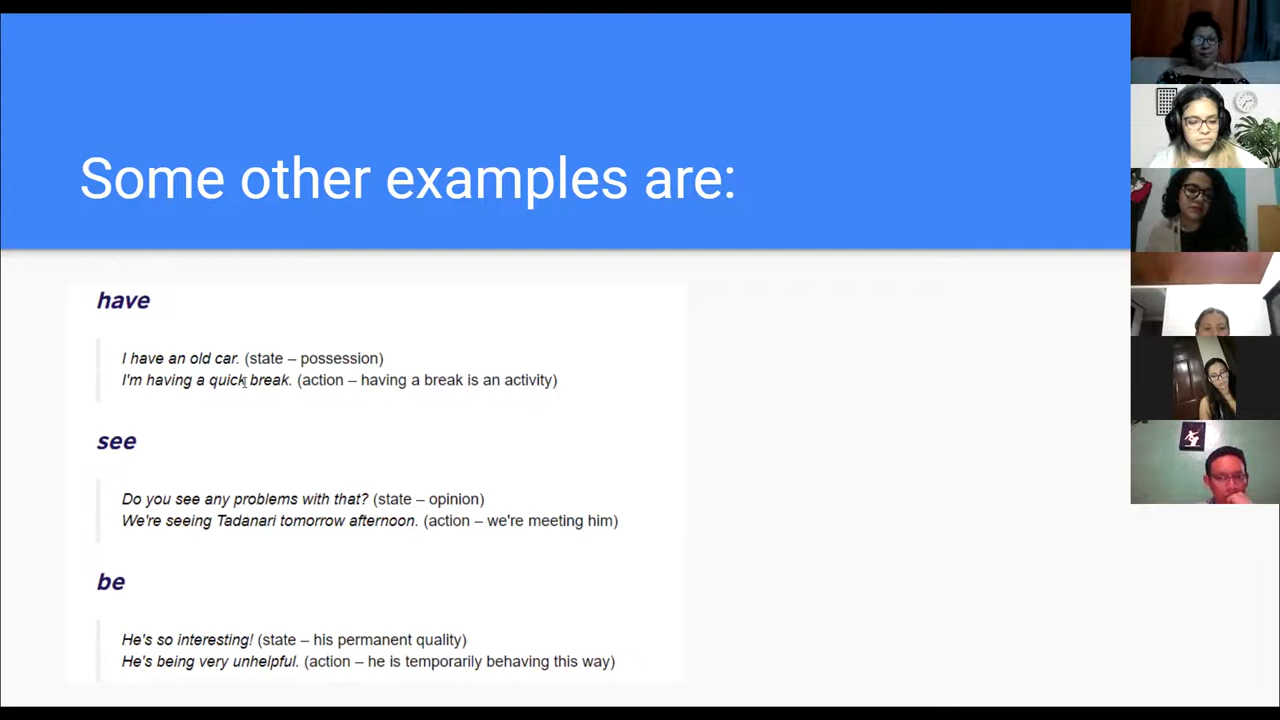 Some other examples are:
have
I have an old car. (state – possession)
I'm having a quick break. (action – having a break is an activity)
see
Do you see any problems with that? (state – opinion)
We're seeing Tadanari tomorrow afternoon. (action – we're meeting him)
be
He's so interesting! (state – his permanent quality)
He's being very unhelpful. (action – he is temporarily behaving this way)